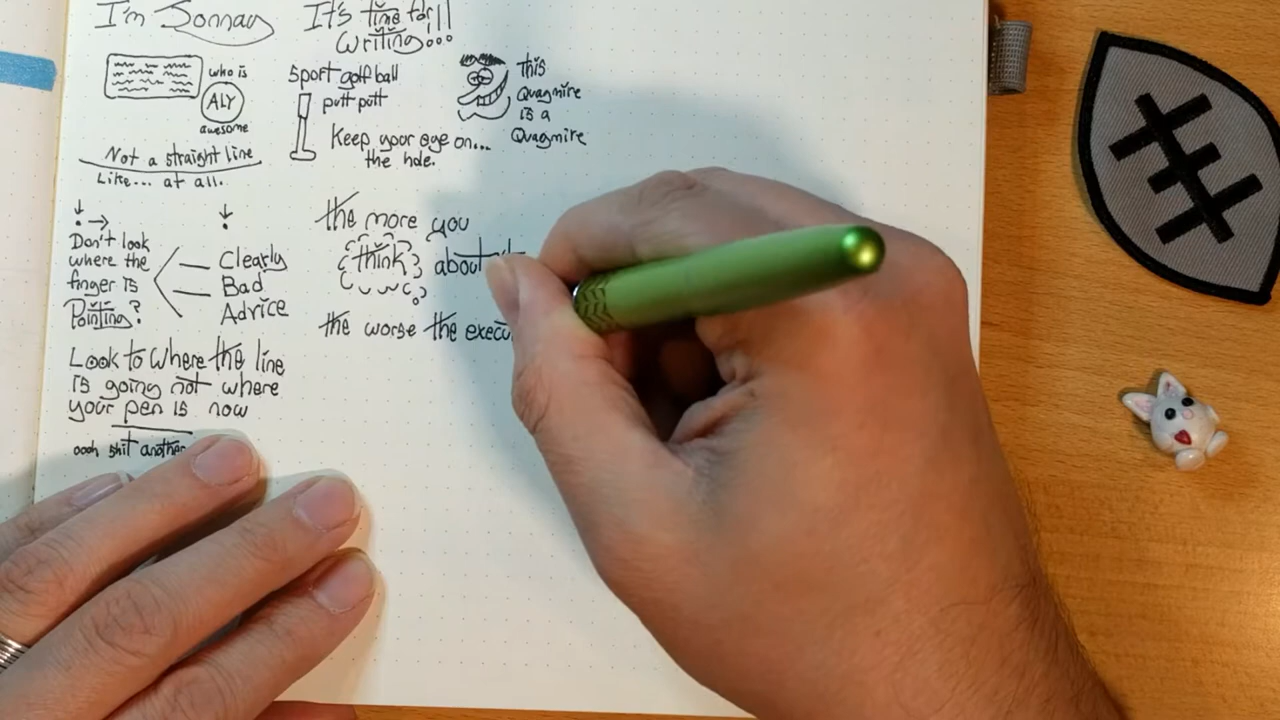 I'm Jonnay
It's time for!!
Writing!!!
who is
ALY
awesome
Not a straight line
Like... at all.
Sport golf ball
putt putt
Keep your eye on...
the hole.
this
Quagmire
is a
Quagmire
Don't look
where the
finger is
Pointing?
Clearly
Bad
Advice
Look to where the line
is going not where
your pen is now
oooh shit another
the more you
think about
the worse the